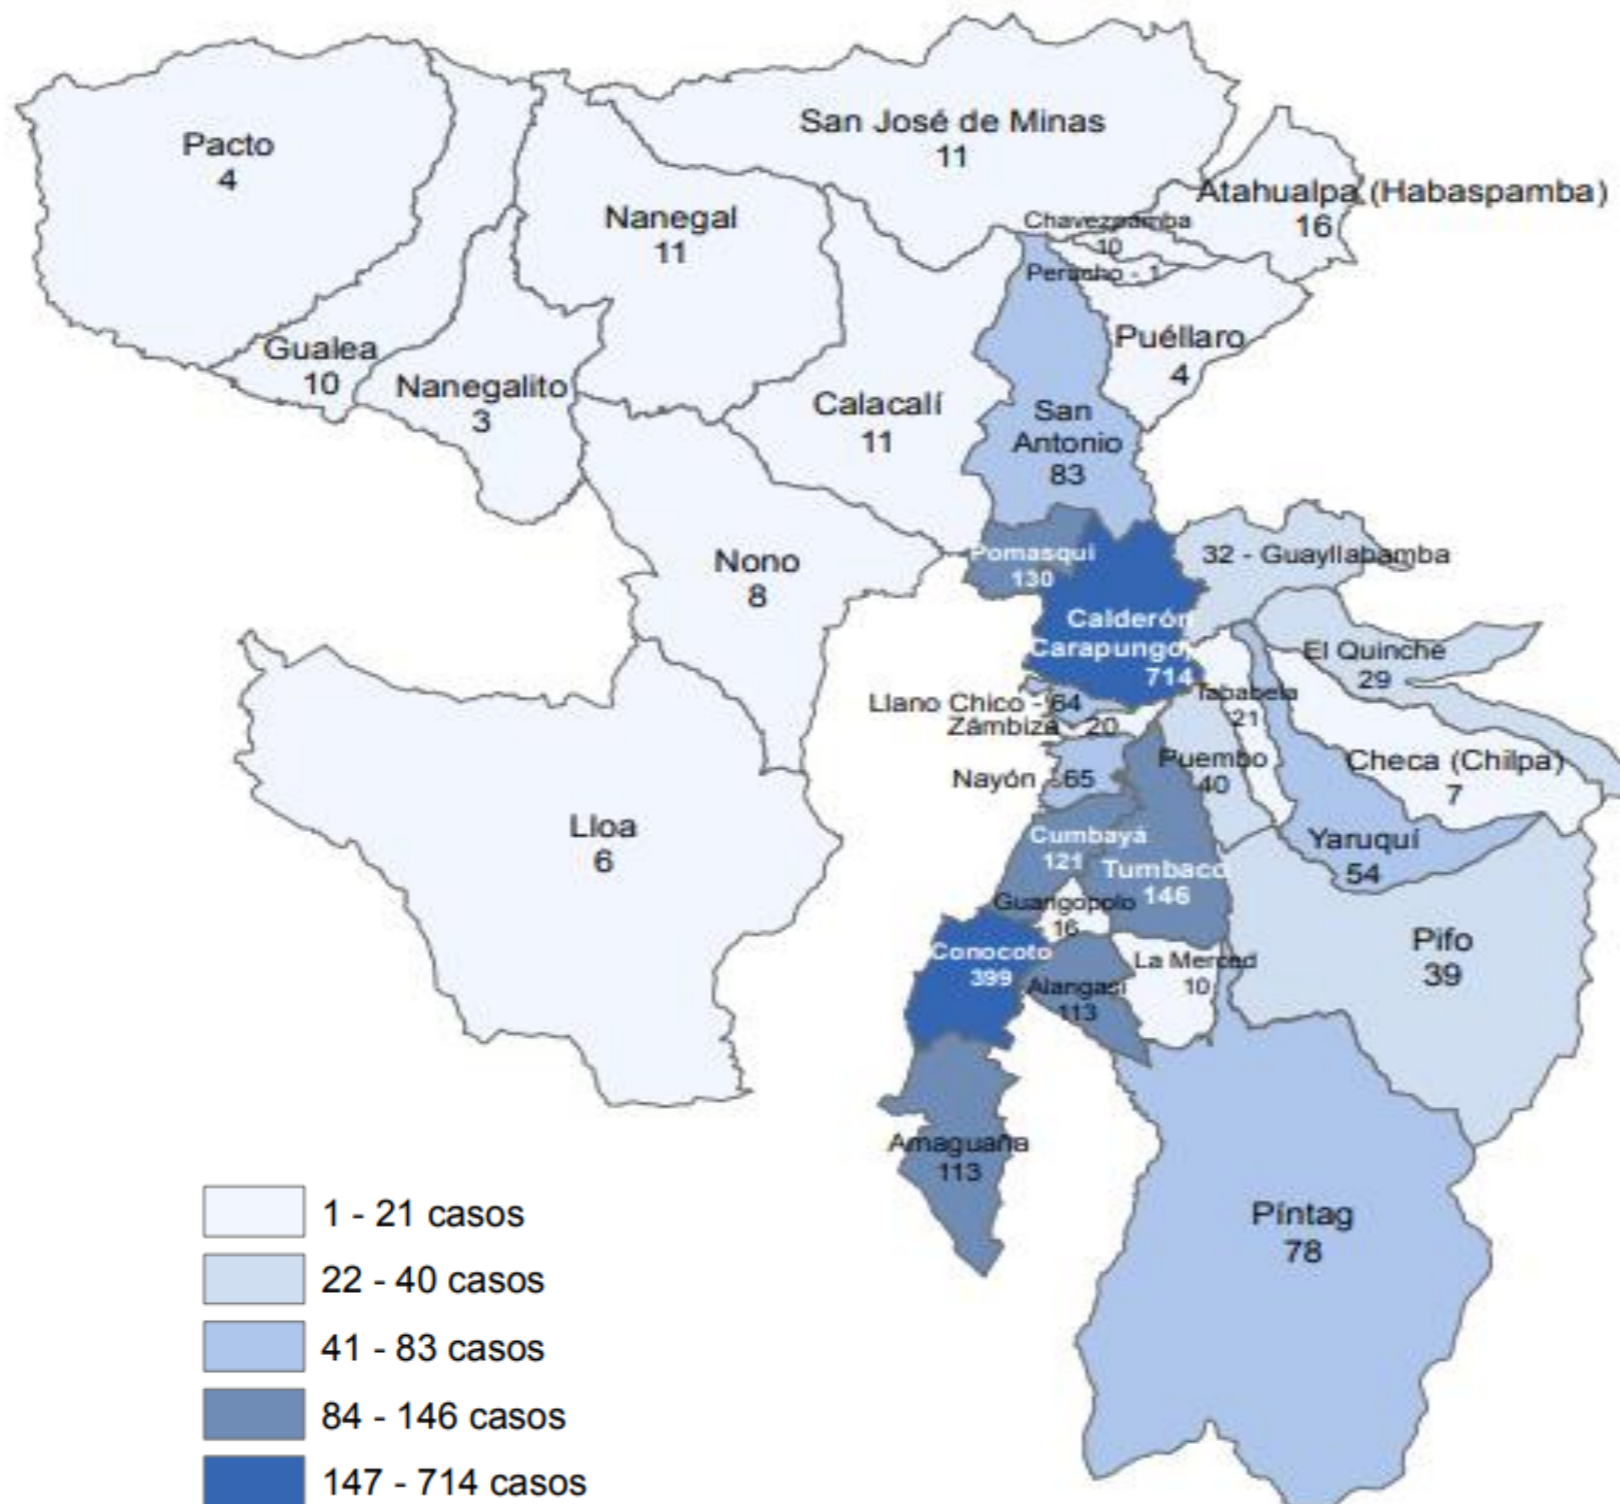 Pacto
4
San José de Minas
11
Atahualpa (Habaspamba)
16
Nanegal
11
Chavezpamba
10
Perucho - 1
Puéllaro
4
Gualea
10
Nanegalito
3
Calacalí
11
San
Antonio
83
Nono
8
Pomasqui
130
32 - Guayllabamba
Calderón
Carapungo,
714
El Quinche
29
Llano Chico - 64
Zámbiza - 20
Tababela
21
Nayón - 65
Puembo
40
Checa (Chilpa)
7
Lloa
6
Cumbayá
121
Tumbaco
146
Yaruquí
54
Guangopolo
16
Conocoto
399
Alangasí
113
La Merced
10
Pifo
39
Amaguaña
113
Píntag
78
1 - 21 casos
22 - 40 casos
41 - 83 casos
84 - 146 casos
147 - 714 casos